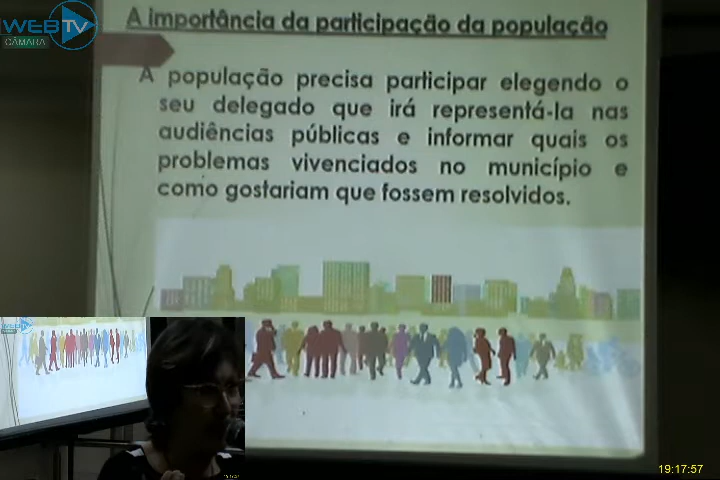 WEBTV
CÂMARA
A importância da participação da população
A população precisa participar elegendo o
seu delegado que irá representá-la nas
audiências públicas e informar quais os
problemas vivenciados no município e
como gostariam que fossem resolvidos.
WEBTV
19:17:57